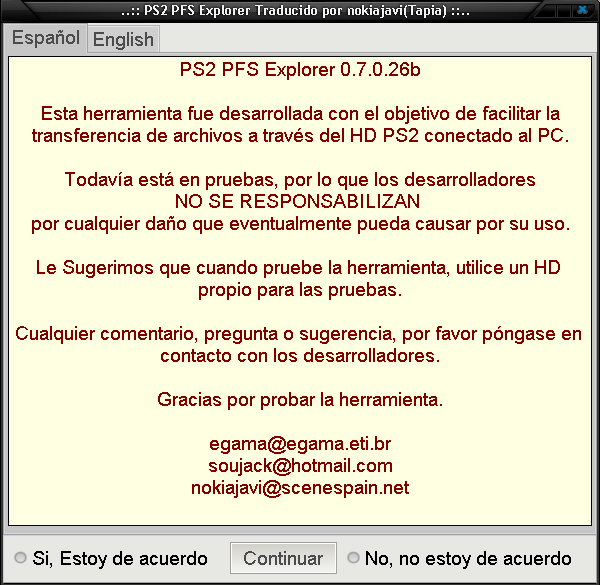 ..:: PS2 PFS Explorer Traducido por nokiajavi(Tapia) ::..
Español English
PS2 PFS Explorer 0.7.0.26b
Esta herramienta fue desarrollada con el objetivo de facilitar la
transferencia de archivos a través del HD PS2 conectado al PC.
Todavía está en pruebas, por lo que los desarrolladores
NO SE RESPONSABILIZAN
por cualquier daño que eventualmente pueda causar por su uso.
Le Sugerimos que cuando pruebe la herramienta, utilice un HD
propio para las pruebas.
Cualquier comentario, pregunta o sugerencia, por favor póngase en
contacto con los desarrolladores.
Gracias por probar la herramienta.
egama@egama.eti.br
soujack@hotmail.com
nokiajavi@scenespain.net
Si, Estoy de acuerdo Continuar No, no estoy de acuerdo